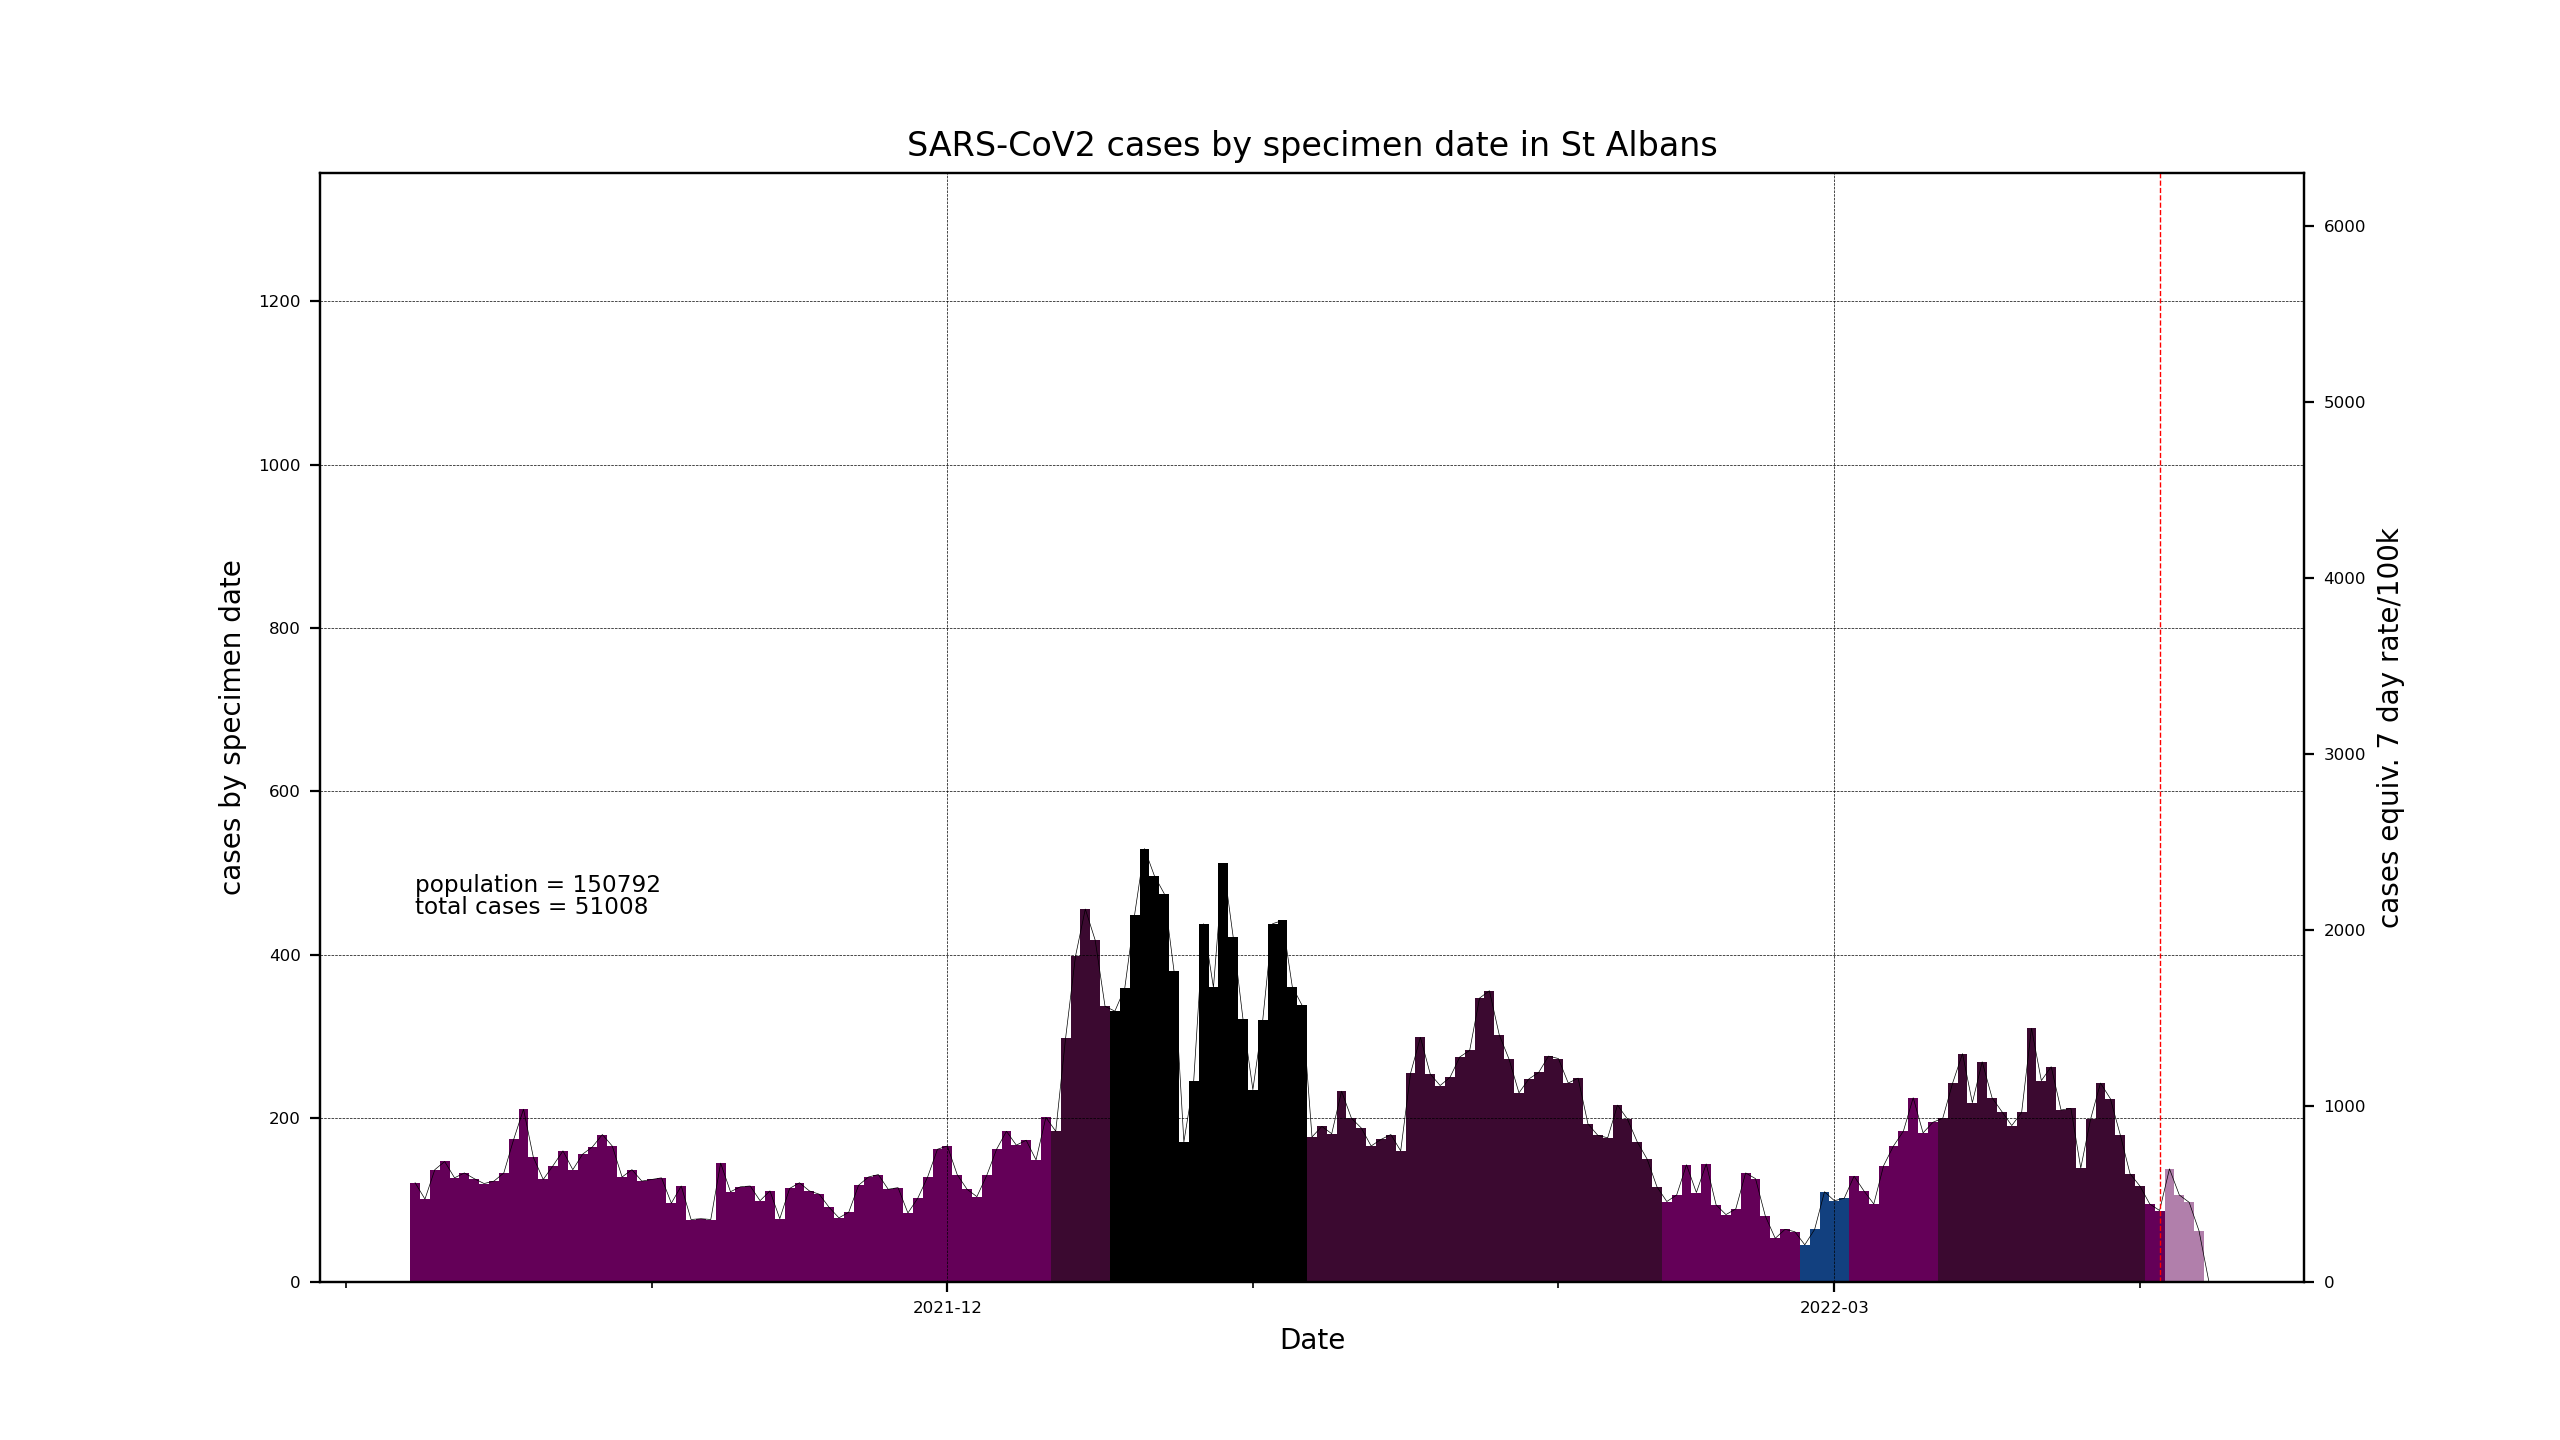 SARS-CoV2 cases by specimen date in St Albans
cases by specimen date
1200
1000
800
600
400
200
0
population = 150792
total cases = 51008
6000
5000
4000
3000
2000
1000
0
cases equiv. 7 day rate/100k
2021-12
2022-03
Date